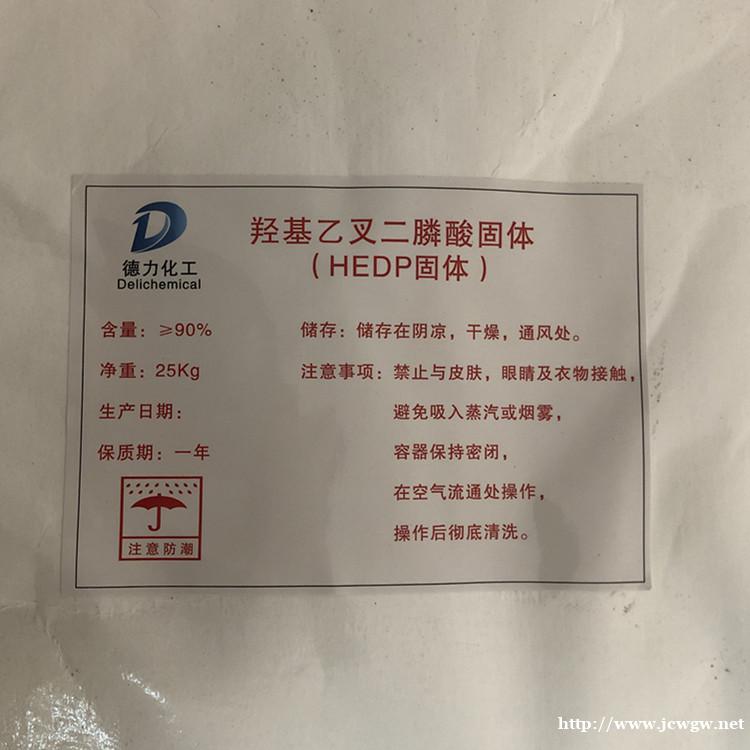 德力化工
Delichemical
羟基乙叉二膦酸固体
(HEDP固体)
含量：≥90%
净重：25Kg
生产日期：
保质期：一年
注意防潮
储存：储存在阴凉，干燥，通风处。
注意事项：禁止与皮肤，眼睛及衣物接触，
避免吸入蒸汽或烟雾，
容器保持密闭，
在空气流通处操作，
操作后彻底清洗。
http://www.jcwgw.net